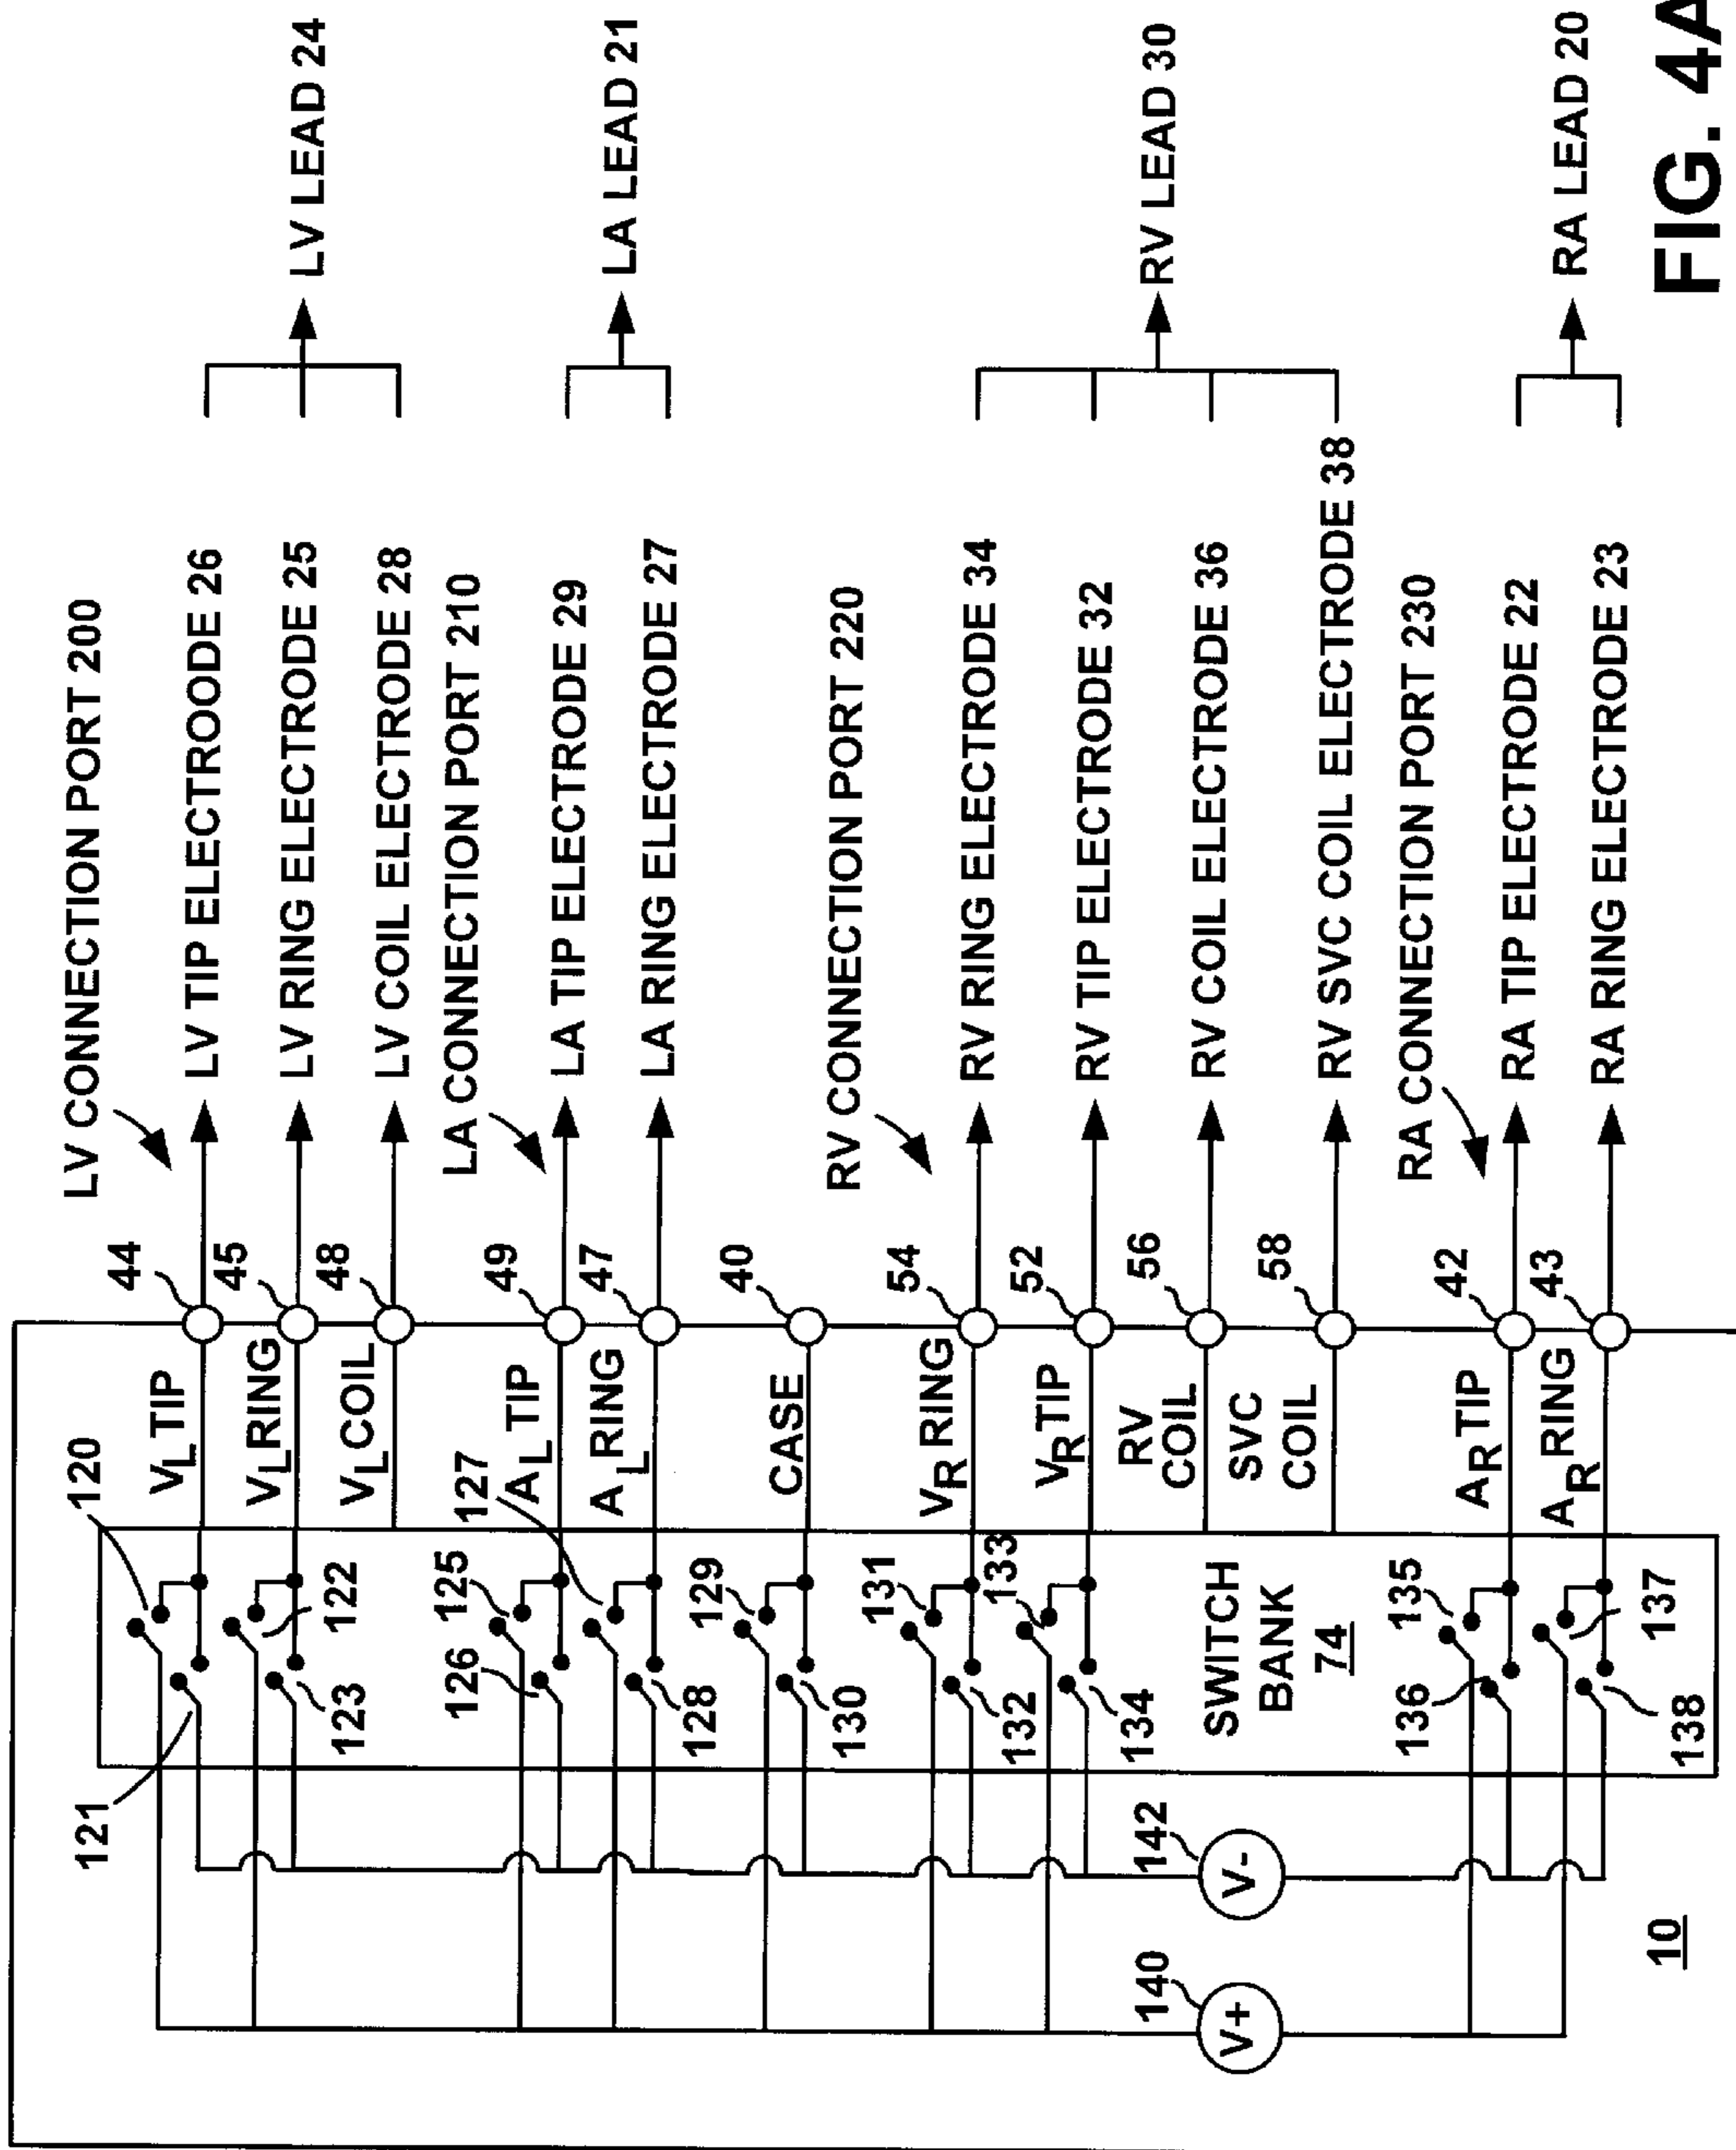 LV CONNECTION PORT 200
120
44
121
VL TIP
LV TIP ELECTROODE 26
45
VL RING
LV RING ELECTRODE 25
LV LEAD 24
122
48
123
VL COIL
LV COIL ELECTRODE 28
LA CONNECTION PORT 210
127
125
49
126
AL TIP
LA TIP ELECTRODE 29
LA LEAD 21
47
AL RING
LA RING ELECTRODE 27
128
129
40
CASE
130
RV CONNECTION PORT 220
131
54
VR RING
RV RING ELECTRODE 34
132
133
52
VR TIP
RV TIP ELECTRODE 32
134
RV LEAD 30
142
140
V-
V+
SWITCH
BANK
74
RV
COIL
56
RV COIL ELECTRODE 36
SVC
COIL
58
RV SVC COIL ELECTRODE 38
RA CONNECTION PORT 230
135
42
136
AR TIP
RA TIP ELECTRODE 22
RA LEAD 20
43
AR RING
RA RING ELECTRODE 23
137
138
10
FIG. 4A